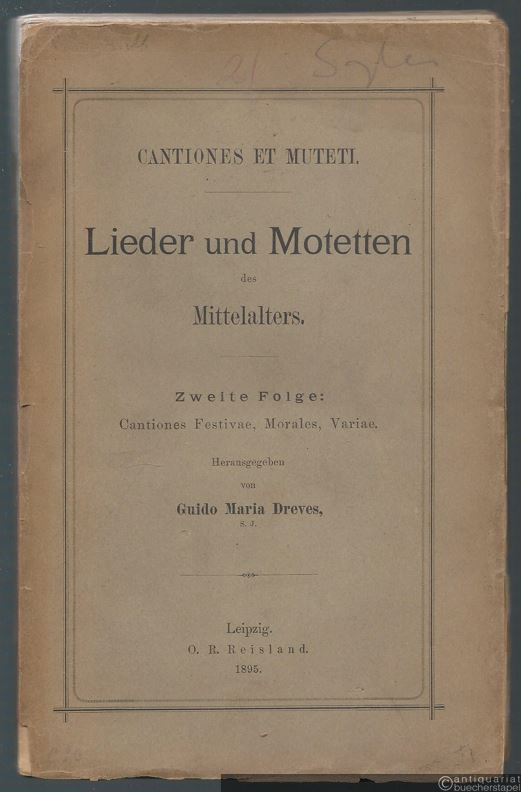 CANTIONES ET MUTETI.
Lieder und Motetten
des
Mittelalters.
Zweite Folge:
Cantiones Festivae, Morales, Variae.
Herausgegeben
von
Guido Maria Dreves,
S. J.
Leipzig.
O. R. Reisland.
1895.
antiquariat
buecherstapel